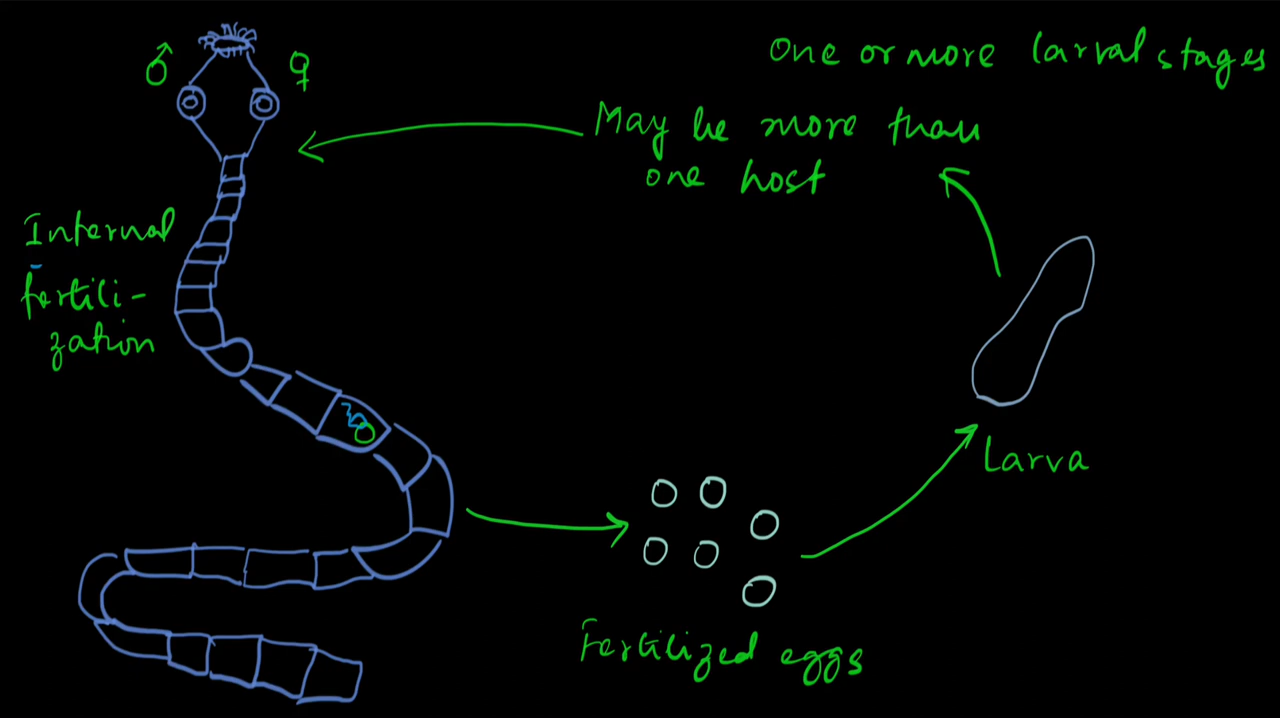 ♂ ♀
One or more larval stages
May be more than
one host
Internal
fertili-
zation
Larva
Fertilized eggs